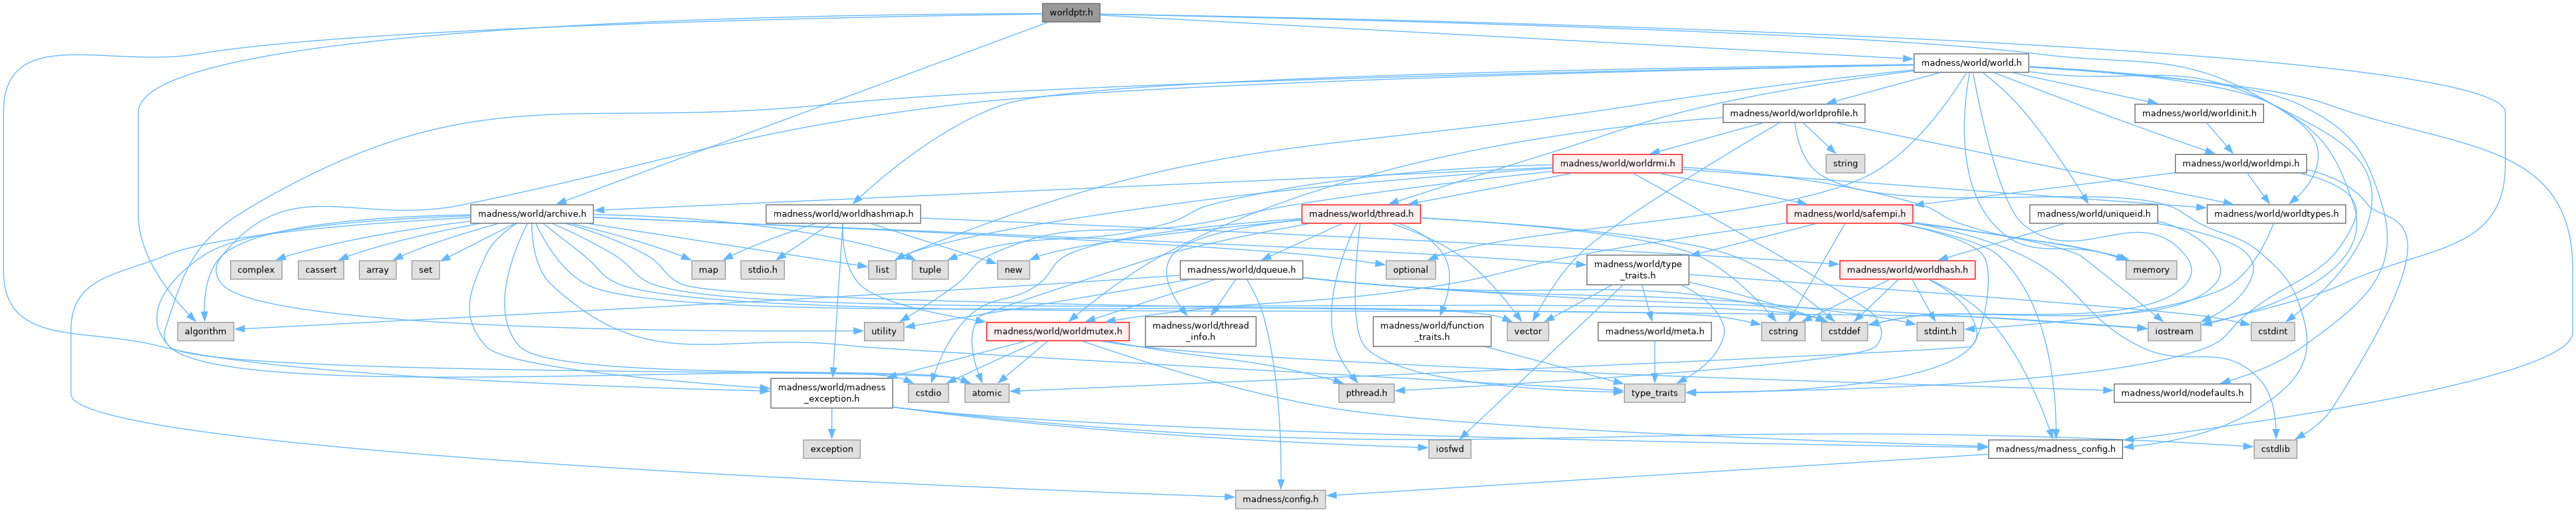 worldptr.h
madness/world/world.h
madness/world/worldprofile.h
madness/world/worldinit.h
madness/world/worldrmi.h
string
madness/world/worldmpi.h
madness/world/archive.h
madness/world/worldhashmap.h
madness/world/thread.h
madness/world/safempi.h
madness/world/uniqueid.h
madness/world/worldtypes.h
complex
cassert
array
set
map
stdio.h
list
tuple
new
madness/world/dqueue.h
optional
madness/world/type
_traits.h
madness/world/worldhash.h
memory
algorithm
utility
madness/world/worldmutex.h
madness/world/thread
_info.h
madness/world/function
_traits.h
vector
madness/world/meta.h
cstring
cstddef
stdint.h
iostream
cstdint
madness/world/madness
_exception.h
cstdio
atomic
pthread.h
type_traits
madness/world/nodefaults.h
exception
iosfwd
madness/madness_config.h
cstdlib
madness/config.h